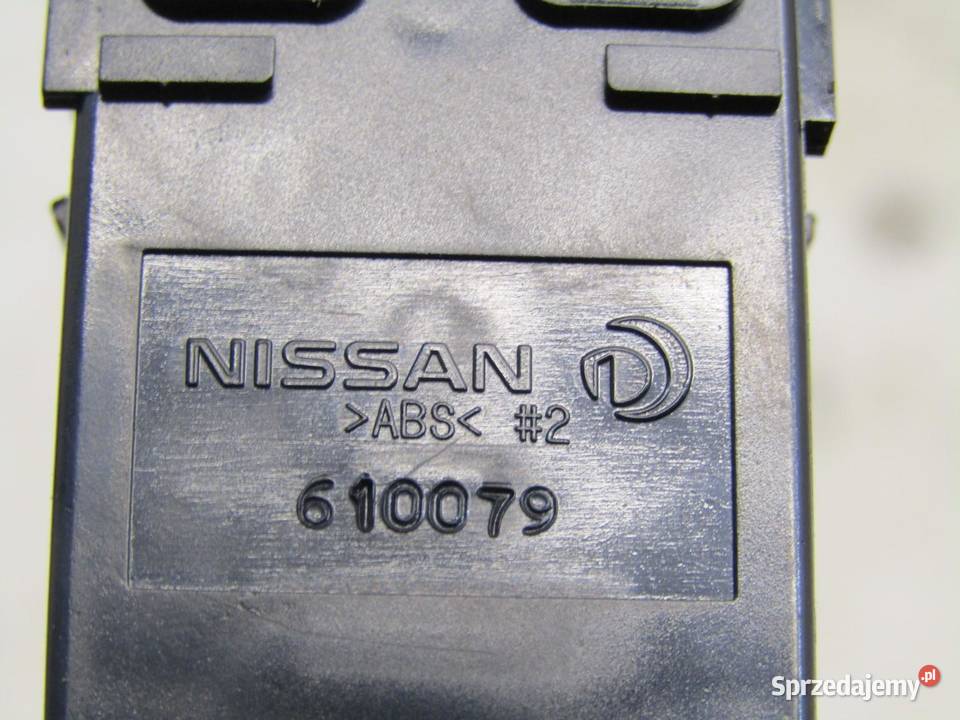 NISSAN
>ABS< #2
610079
Sprzedajemy.pl